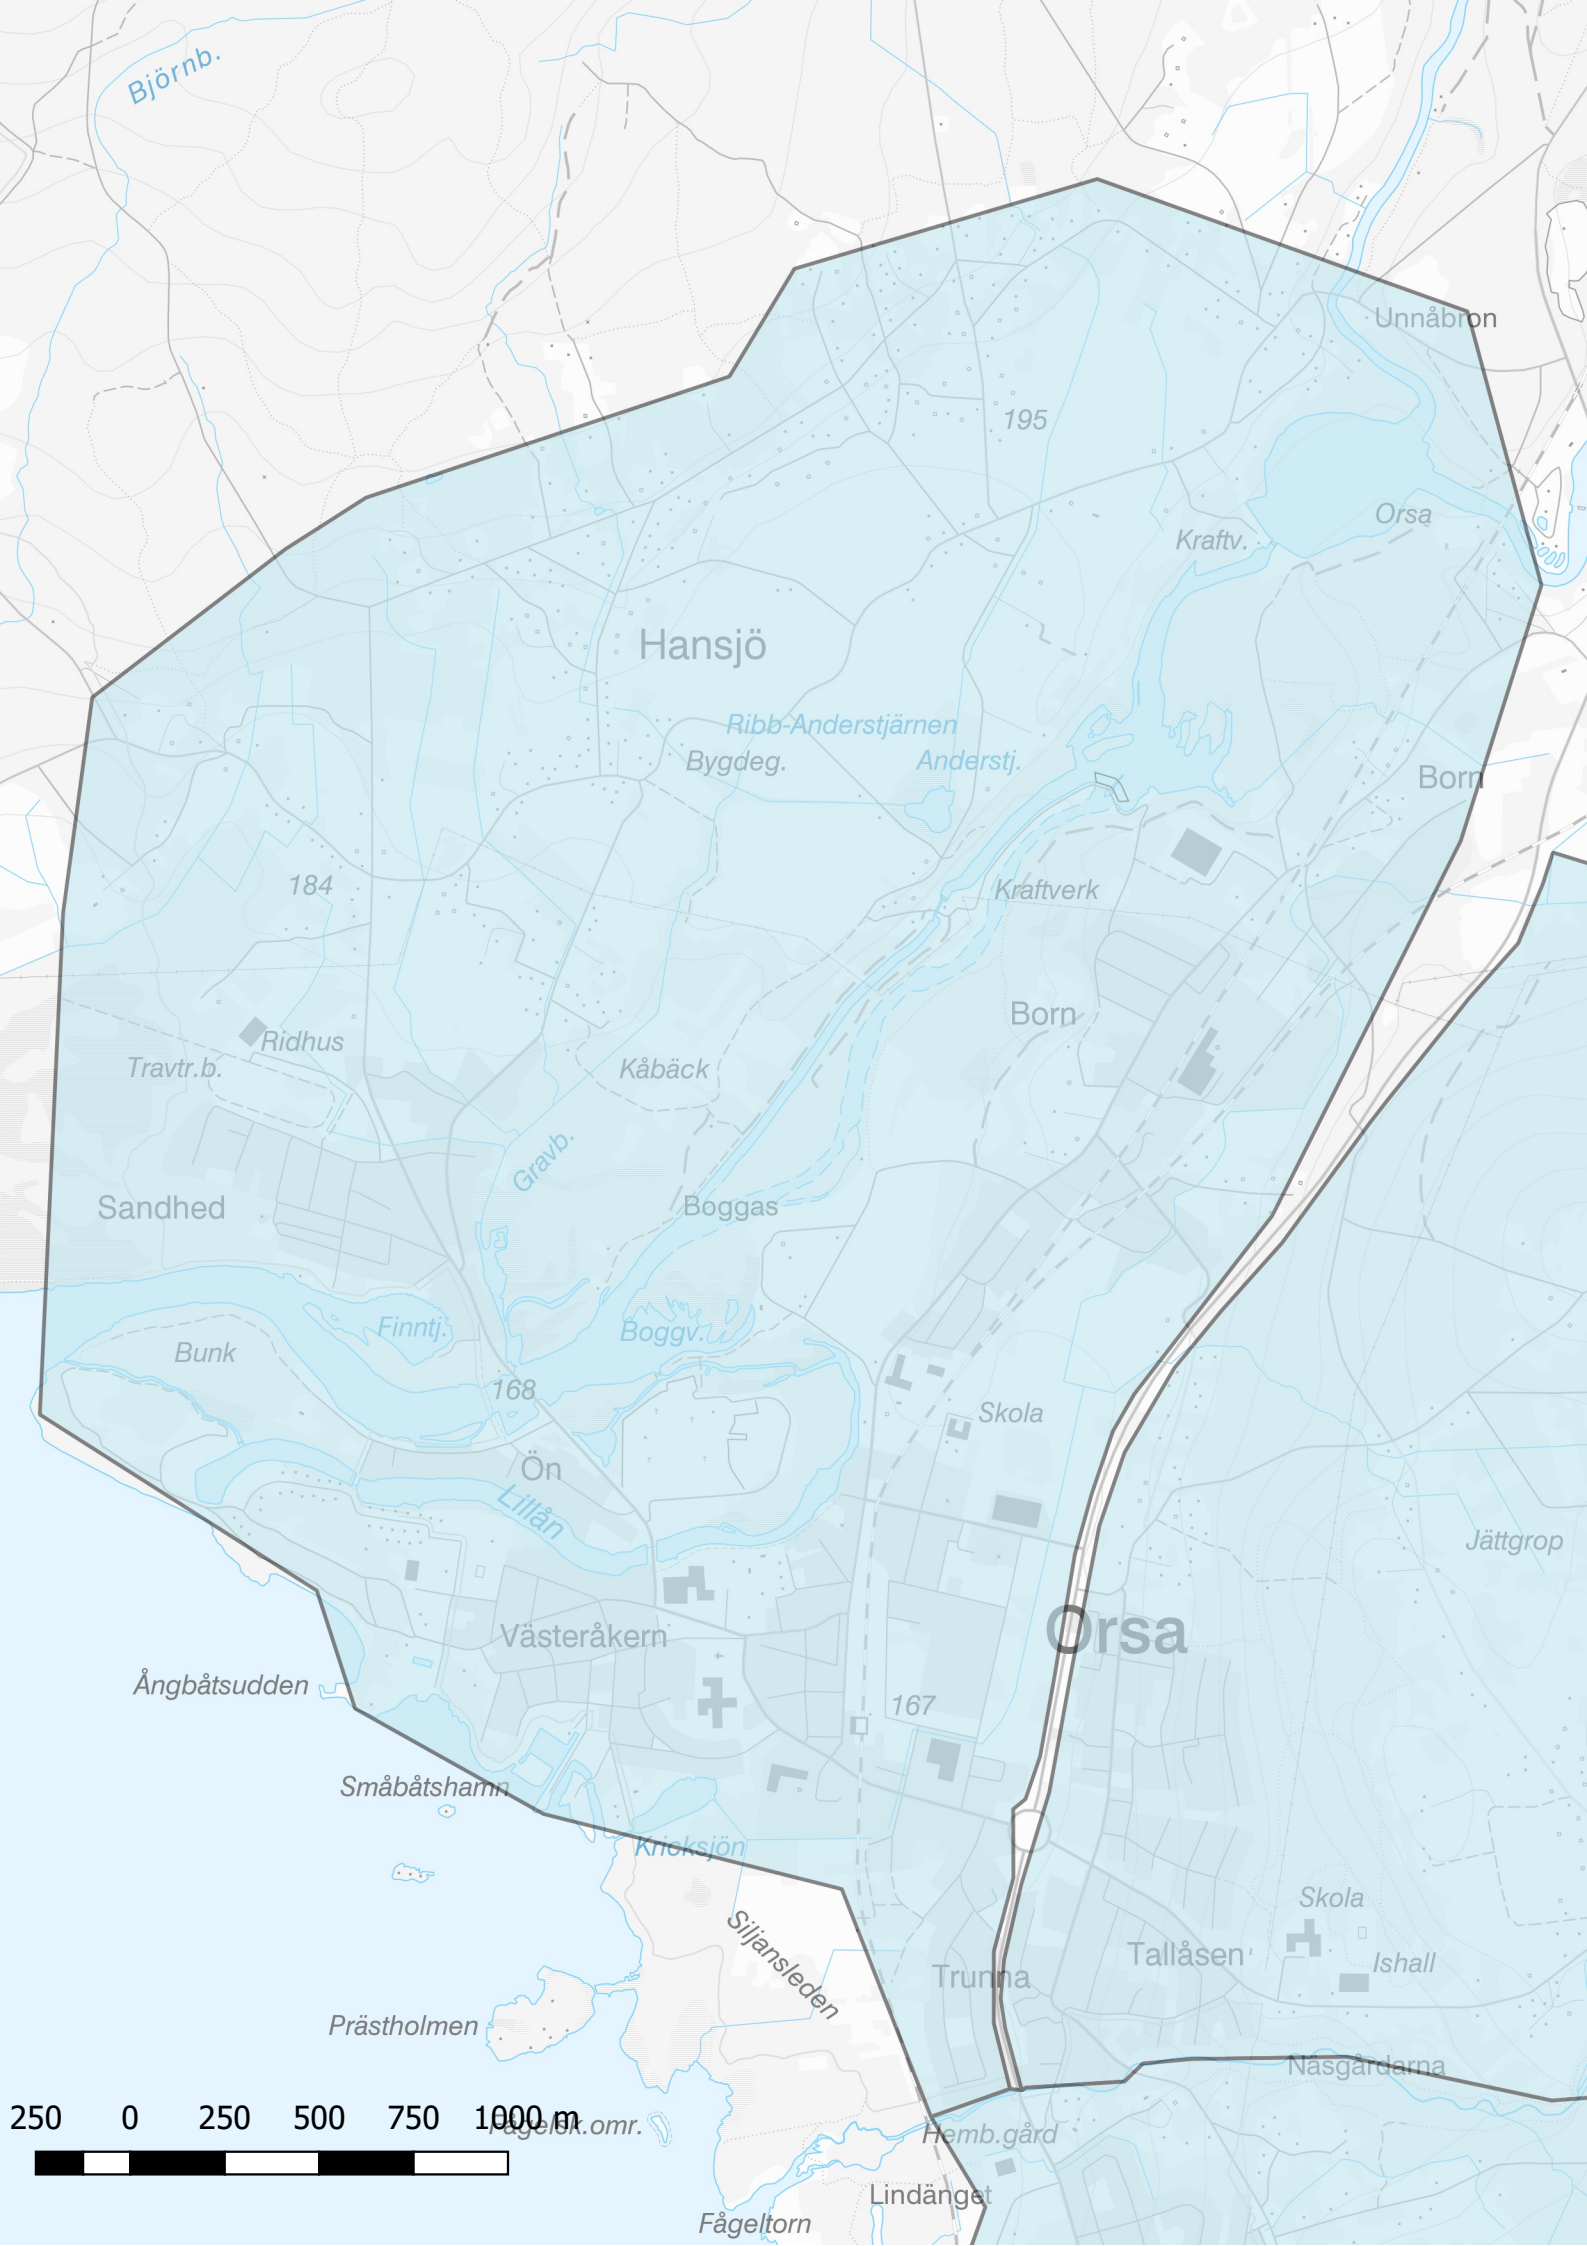 Björnb.
Unnåbron
195
Orsa
Kraftv.
Hansjö
Ribb-Anderstjärnen
Bygdeg.
Anderstj.
Born
184
Kraftverk
Born
Ridhus
Travtr.b.
Kåbäck
Gravb.
Sandhed
Boggas
Finntj.
Boggv.
Bunk
168
Skola
Ön
Lillån
Jättgrop
Västeråkern
Orsa
Ångbåtsudden
167
Småbåtshamn
Krioksjön
Skola
Siljansleden
Tallåsen
Ishall
Trunna
Prästholmen
Näsgårdarna
250 0 250 500 750 1000 m
Fågelsk.omr.
Hemb.gård
Lindänget
Fågeltorn